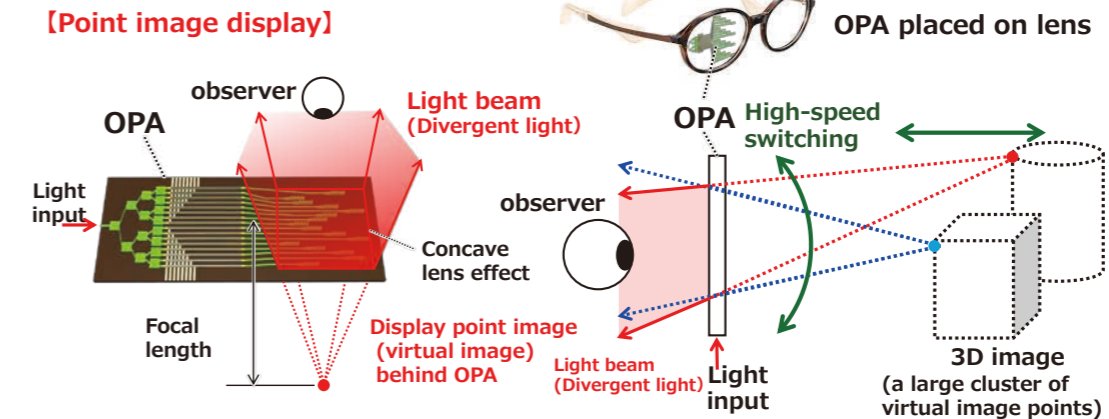 【Point image display】
observer
OPA
Light beam
(Divergent light)
Light
input
Concave
lens effect
Focal
length
Display point image
(virtual image)
behind OPA
OPA placed on lens
OPA
High-speed
switching
observer
Light beam
(Divergent light)
Light
input
3D image
(a large cluster of
virtual image points)